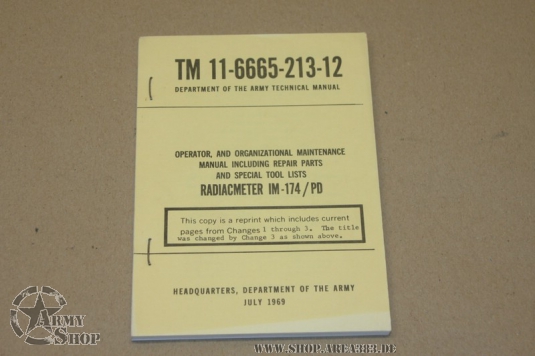 TM 11-6665-213-12
DEPARTMENT OF THE ARMY TECHNICAL MANUAL
OPERATOR, AND ORGANIZATIONAL MAINTENANCE
MANUAL INCLUDING REPAIR PARTS
AND SPECIAL TOOL LISTS
RADIACMETER IM-174/PD
This copy is a reprint which includes current
pages from Changes 1 through 3. The title
was changed by Change 3 as shown above.
HEADQUARTERS, DEPARTMENT OF THE ARMY
JULY 1969
ARMY
SHOP